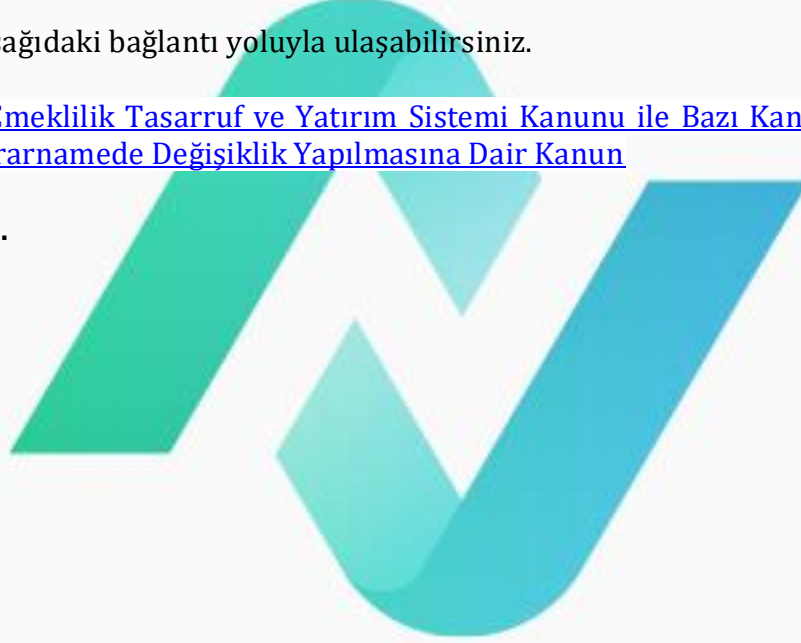 ağıdaki bağlantı yoluyla ulaşabilirsiniz.
Emeklilik Tasarruf ve Yatırım Sistemi Kanunu ile Bazı Kan
rarnamede Değişiklik Yapılmasına Dair Kanun
.